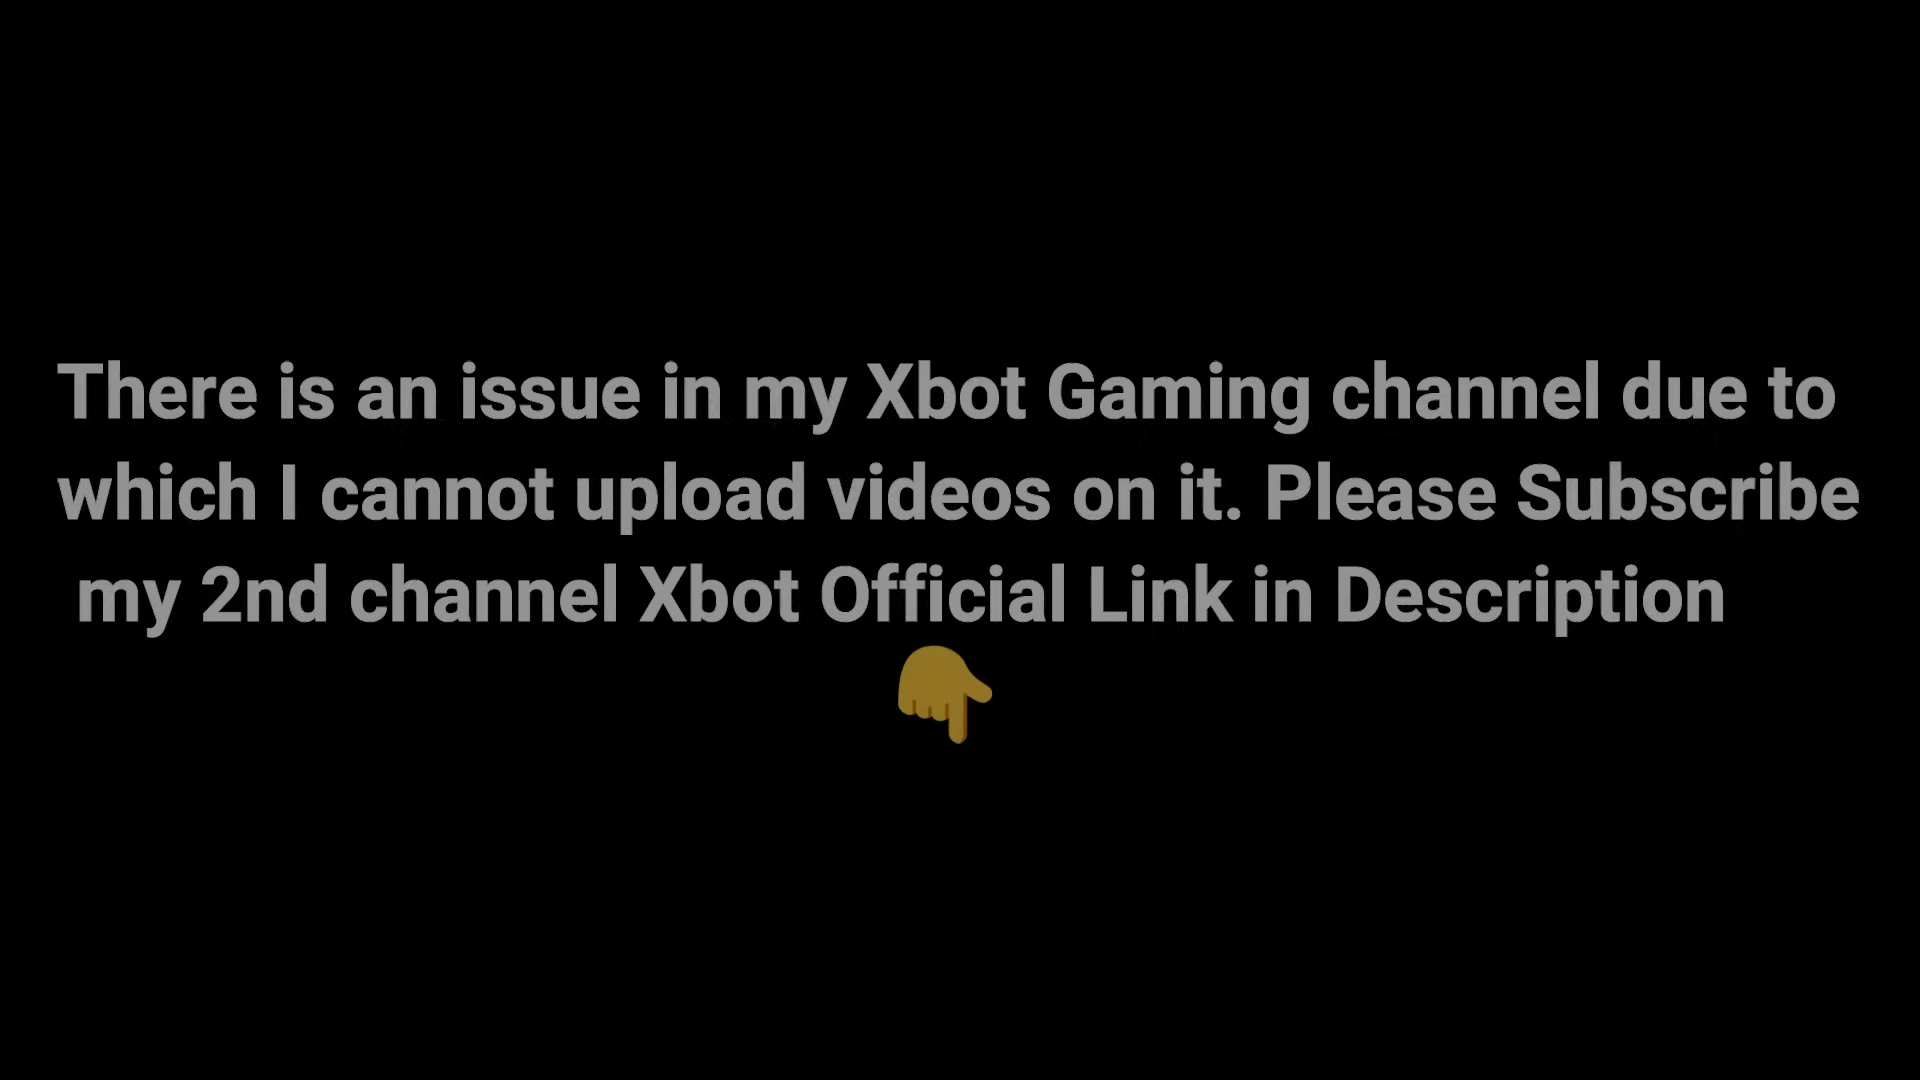 There is an issue in my Xbot Gaming channel due to
which I cannot upload videos on it. Please Subscribe
my 2nd channel Xbot Official Link in Description
👇